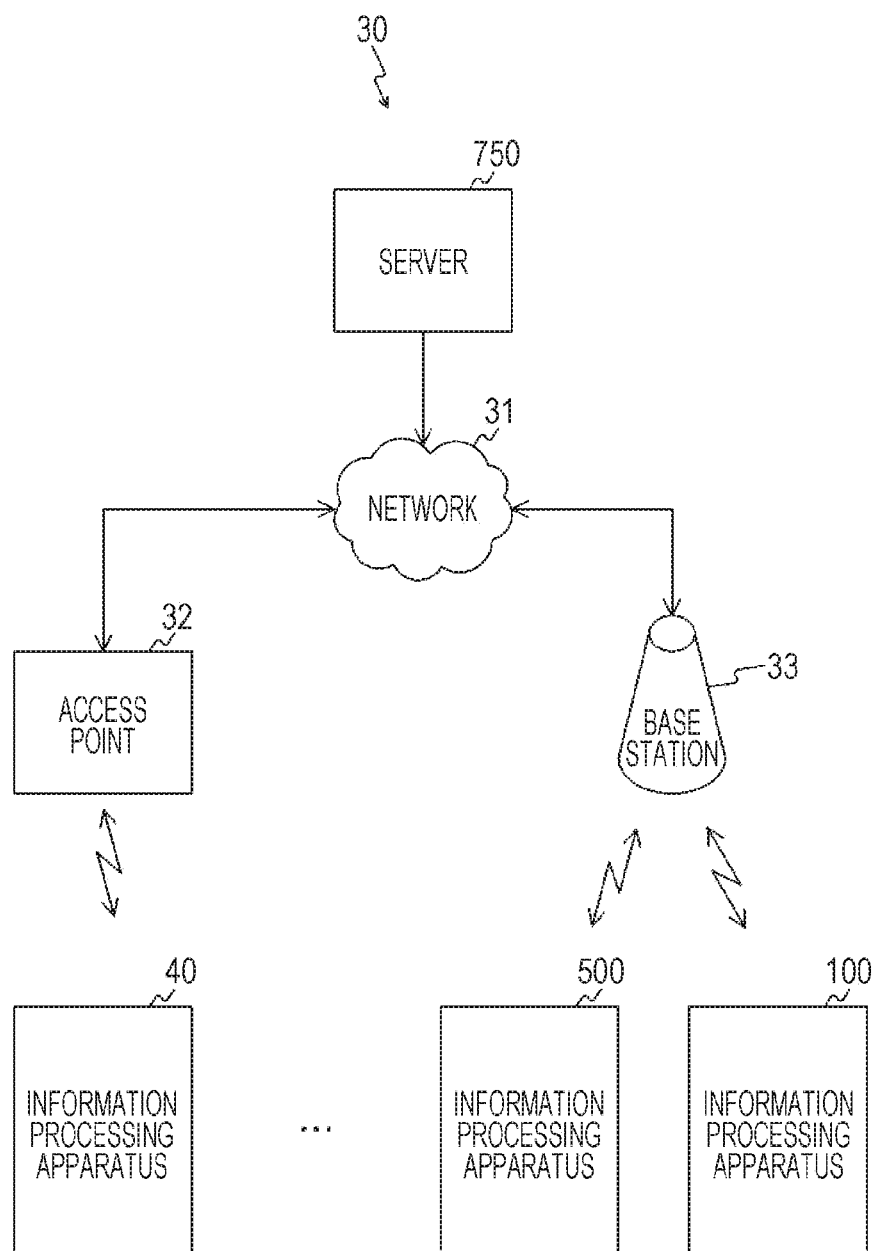 30
750
SERVER
31
NETWORK
32
ACCESS
POINT
33
BASE
STATION
40
INFORMATION
PROCESSING
APPARATUS
...
500
INFORMATION
PROCESSING
APPARATUS
100
INFORMATION
PROCESSING
APPARATUS